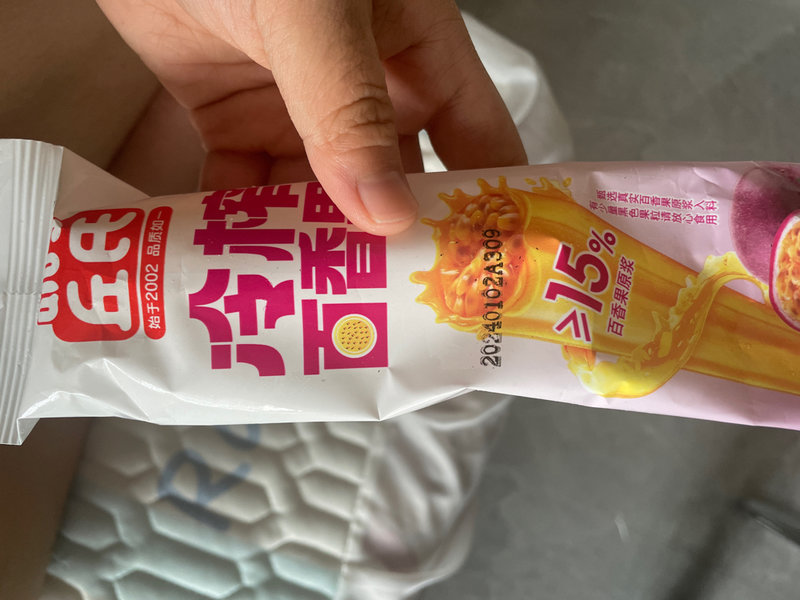 丘氏
始于2002 品质如一
冷榨
百香果
20240102A309
≥15%
百香果原浆
甄选真实百香果原浆入料
有少量黑色果粒请放心食用